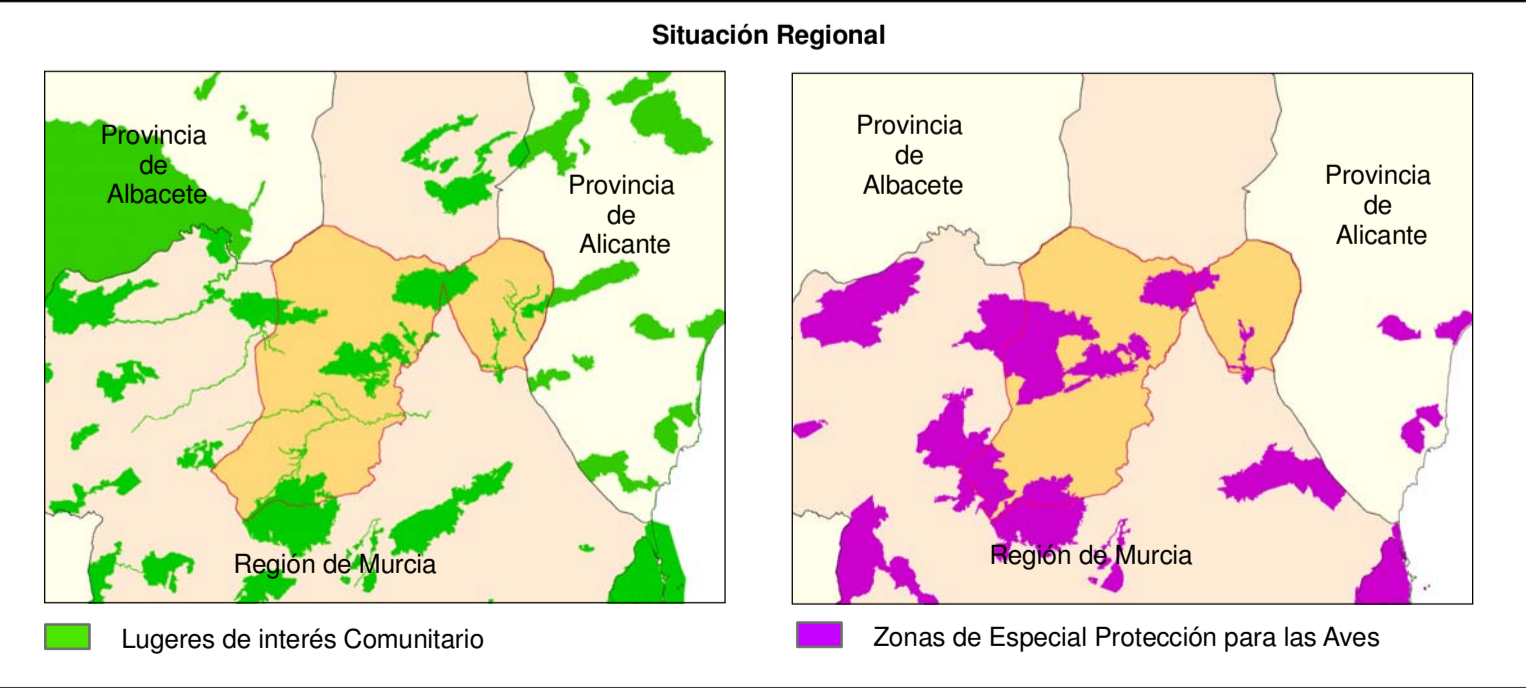 Situación Regional
Provincia
de
Albacete
Provincia
de
Alicante
Región de Murcia
Lugeres de interés Comunitario
Provincia
de
Albacete
Provincia
de
Alicante
Región de Murcia
Zonas de Especial Protección para las Aves